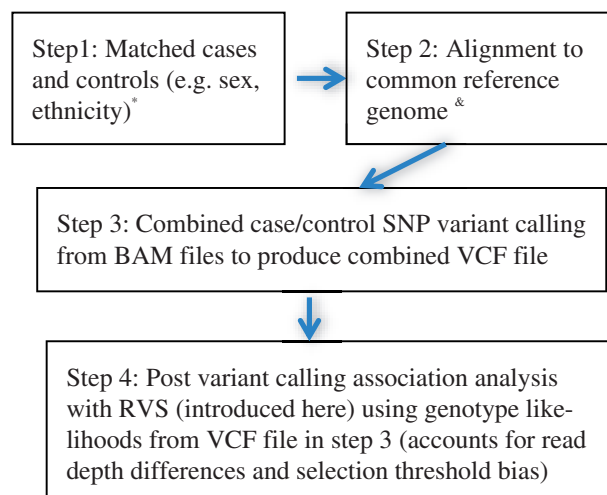 Step1: Matched cases
and controls (e.g. sex,
ethnicity)*
Step 2: Alignment to
common reference
genome &
Step 3: Combined case/control SNP variant calling
from BAM files to produce combined VCF file
Step 4: Post variant calling association analysis
with RVS (introduced here) using genotype like-
lihoods from VCF file in step 3 (accounts for read
depth differences and selection threshold bias)